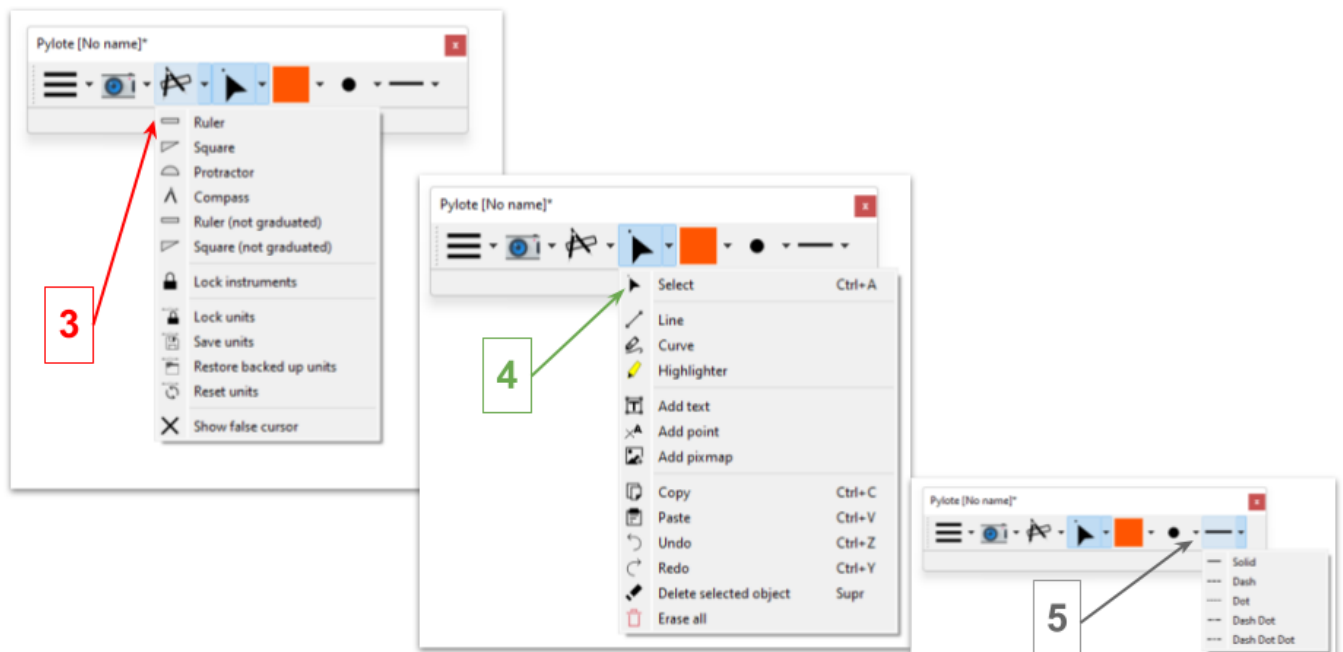 Pylote [No name]*
x
Ruler
Square
Protractor
Compass
Ruler (not graduated)
Square (not graduated)
Lock instruments
Lock units
Save units
Restore backed up units
Reset units
Show false cursor
3
Pylote [No name]*
x
Select Ctrl+A
Line
Curve
Highlighter
Add text
Add point
Add pixmap
Copy Ctrl+C
Paste Ctrl+V
Undo Ctrl+Z
Redo Ctrl+Y
Delete selected object Supr
Erase all
4
Pylote [No name]*
x
Solid
Dash
Dot
Dash Dot
Dash Dot Dot
5